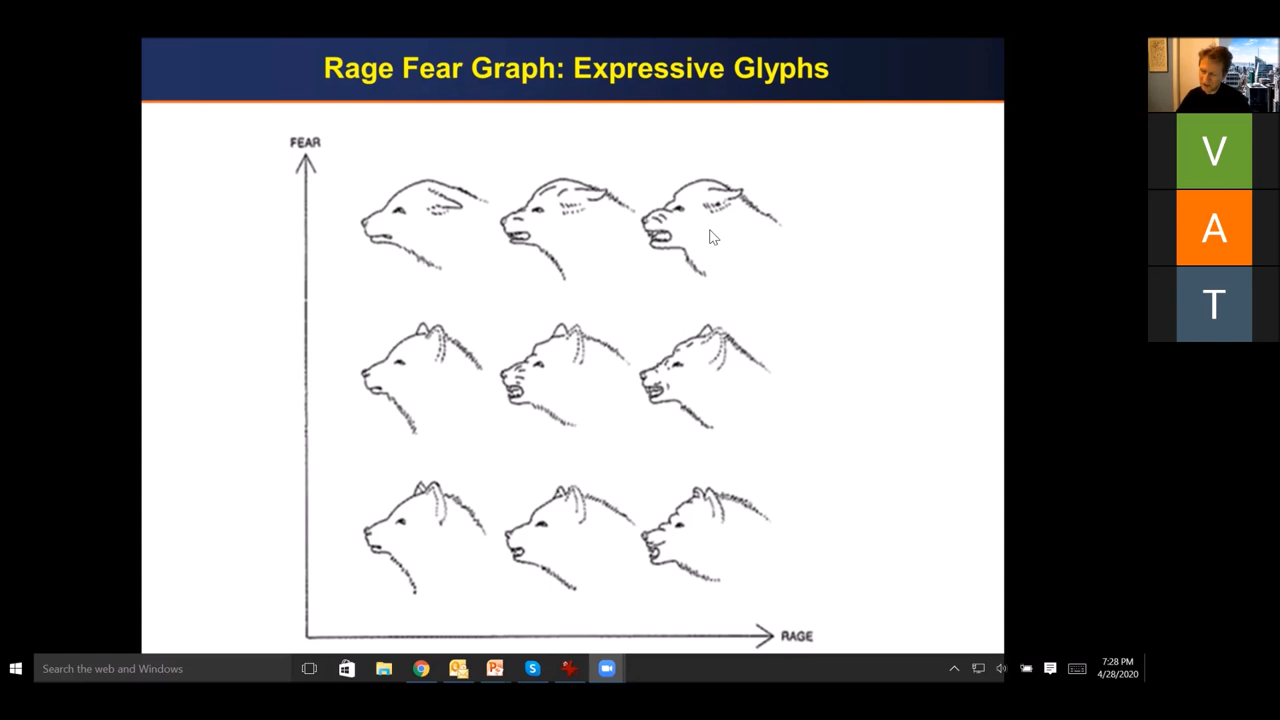 Rage Fear Graph: Expressive Glyphs
FEAR
RAGE
V
A
T
Search the web and Windows
7:28 PM
4/28/2020